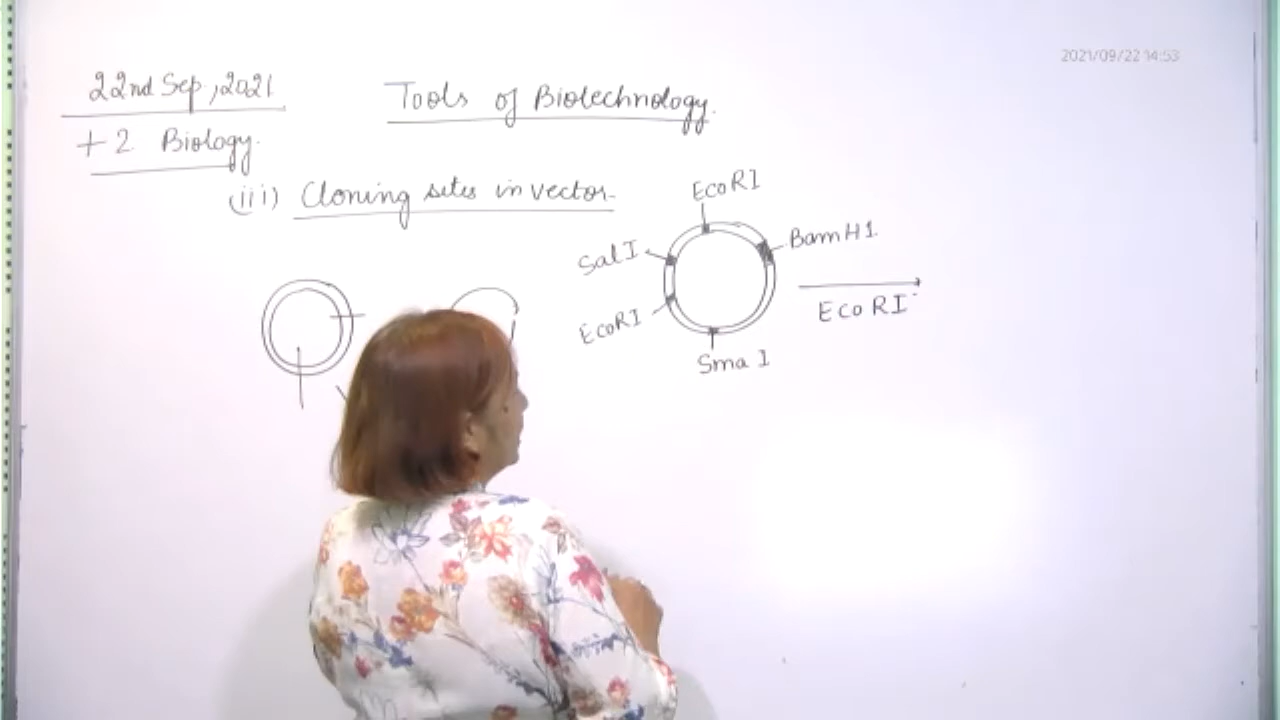 2021/09/22 14:53
22nd Sep, 2021
Tools of Biotechnology.
+2 Biology.
(iii) Cloning sites in vector.
EcoRI
SalI
BamH1
EcoRI
EcoRI
Sma I